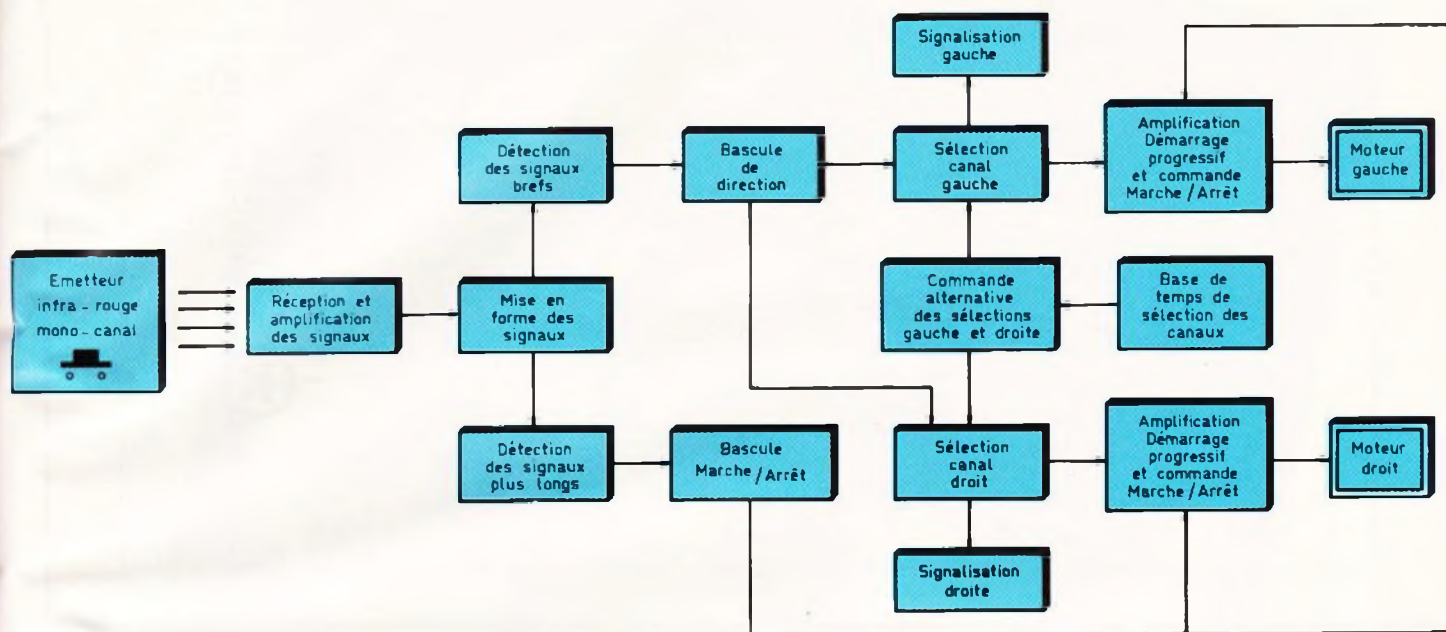 Signalisation
gauche
Détection
des signaux
brefs
Bascule
de
direction
Sélection
canal
gauche
Amplification
Démarrage
progressif
et commande
Marche / Arrêt
Moteur
gauche
Emetteur
infra - rouge
mono - canal
Réception et
amplification
des signaux
Mise en
forme des
signaux
Commande
alternative
des sélections
gauche et droite
Base de
temps de
sélection des
canaux
Détection
des signaux
plus longs
Bascule
Marche / Arrêt
Sélection
canal
droit
Amplification
Démarrage
progressif
et commande
Marche / Arrêt
Moteur
droit
Signalisation
droite